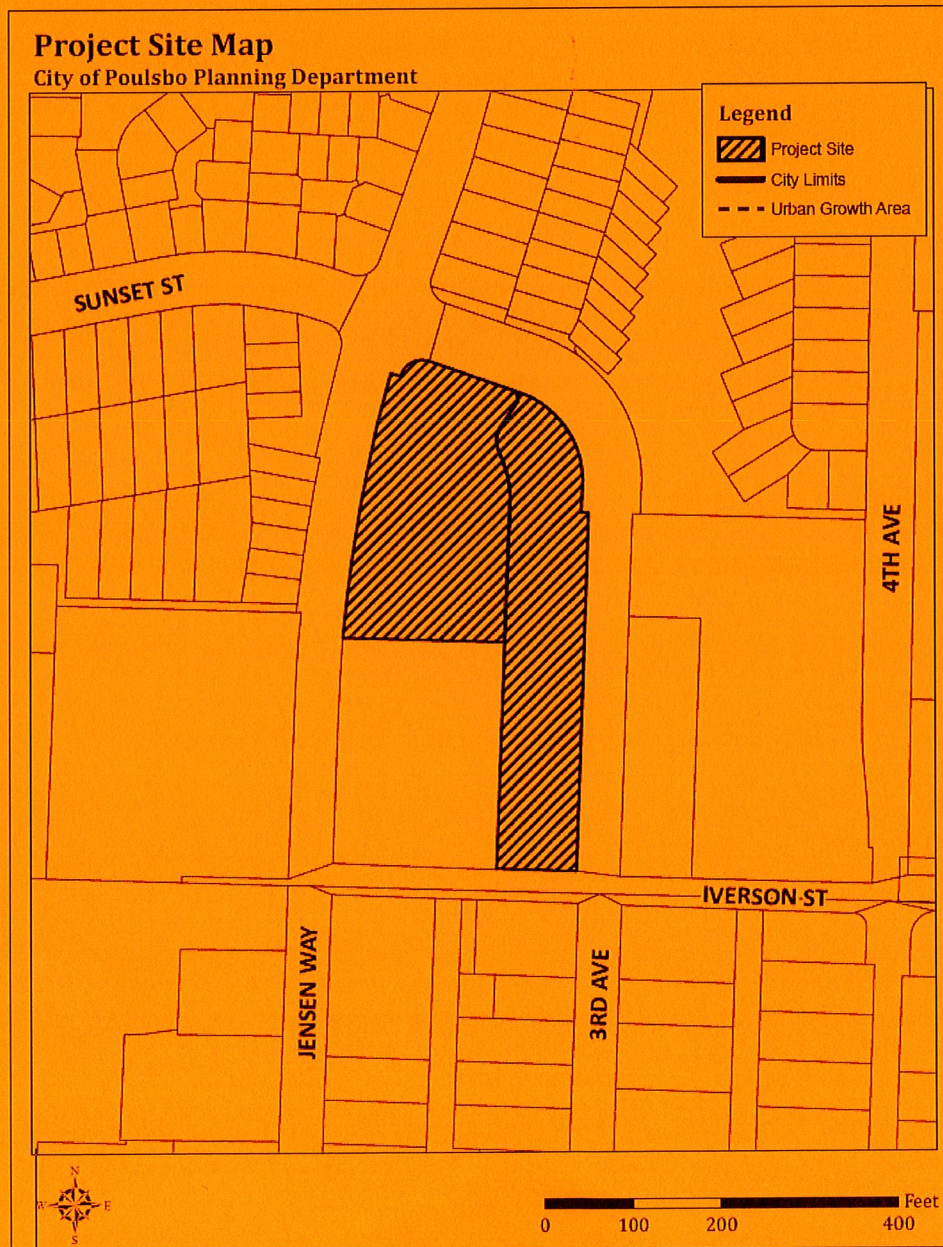 Project Site Map
City of Poulsbo Planning Department
Legend
Project Site
City Limits
Urban Growth Area
SUNSET ST
4TH AVE
IVERSON ST
JENSEN WAY
3RD AVE
N
W E
S
Feet
0 100 200 400